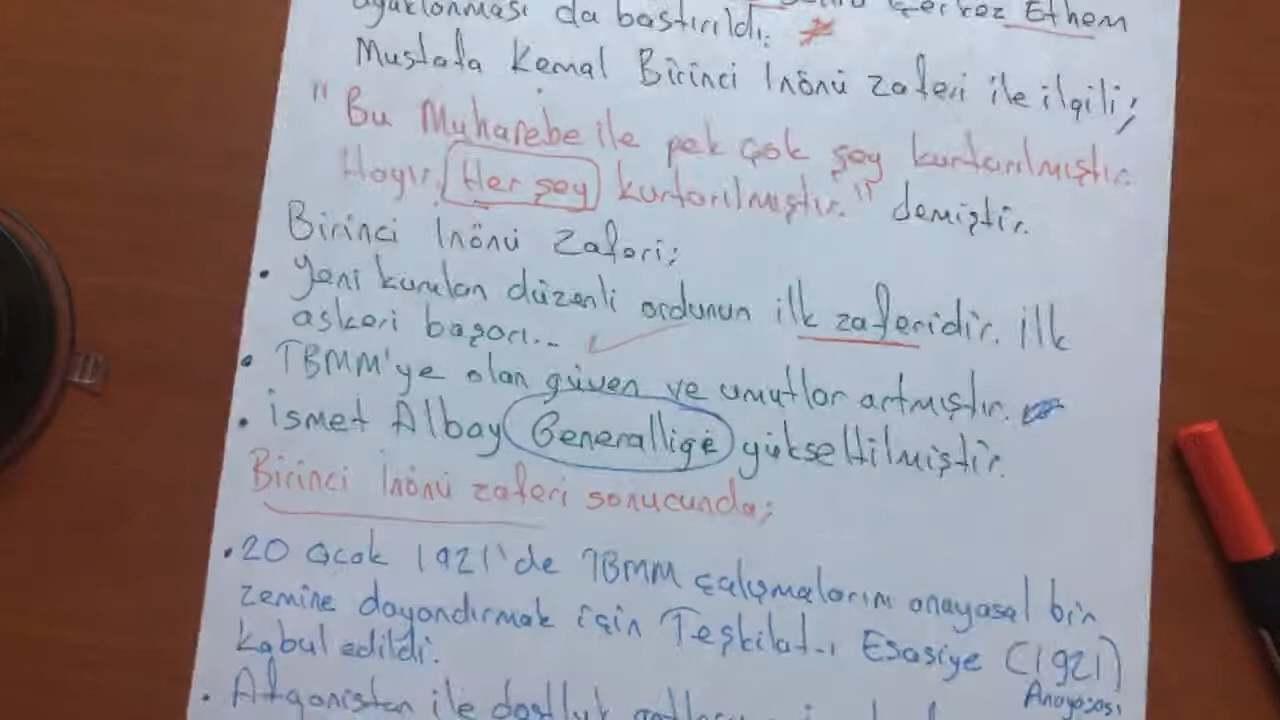 ayaklanması da bastırıldı. Çerkez Ethem
Mustafa Kemal Birinci İnönü zaferi ile ilgili;
"Bu Muharebe ile pek çok şey kurtarılmıştır.
Hayır, Her şey kurtarılmıştır." demiştir.
Birinci İnönü Zaferi;
• Yeni kurulan düzenli ordunun ilk zaferidir. ilk
askeri başarı...
• TBMM'ye olan güven ve umutlar artmıştır.
• İsmet Albay Generalliğe yükseltilmiştir.
Birinci İnönü zaferi sonucunda;
• 20 Ocak 1921'de TBMM çalışmalarını anayasal bir
zemine dayandırmak için Teşkilat-ı Esasiye (1921)
Anayasası
kabul edildi.
• Afganistan ile dostluk